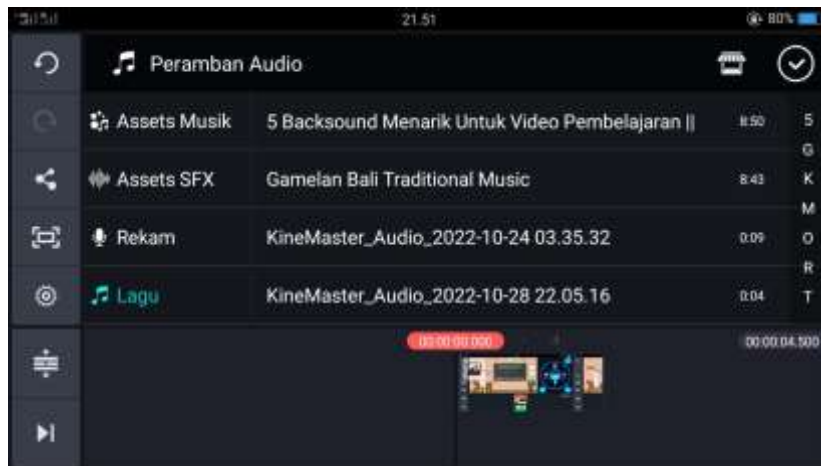 21.51
80%
Peramban Audio
Assets Musik
5 Backsound Menarik Untuk Video Pembelajaran ||
8:50
Assets SFX
Gamelan Bali Traditional Music
8:43
Rekam
KineMaster_Audio_2022-10-24 03.35.32
0:09
Lagu
KineMaster_Audio_2022-10-28 22.05.16
0:04
5
G
K
M
O
R
T
00:00:00.000
00:00:04.500